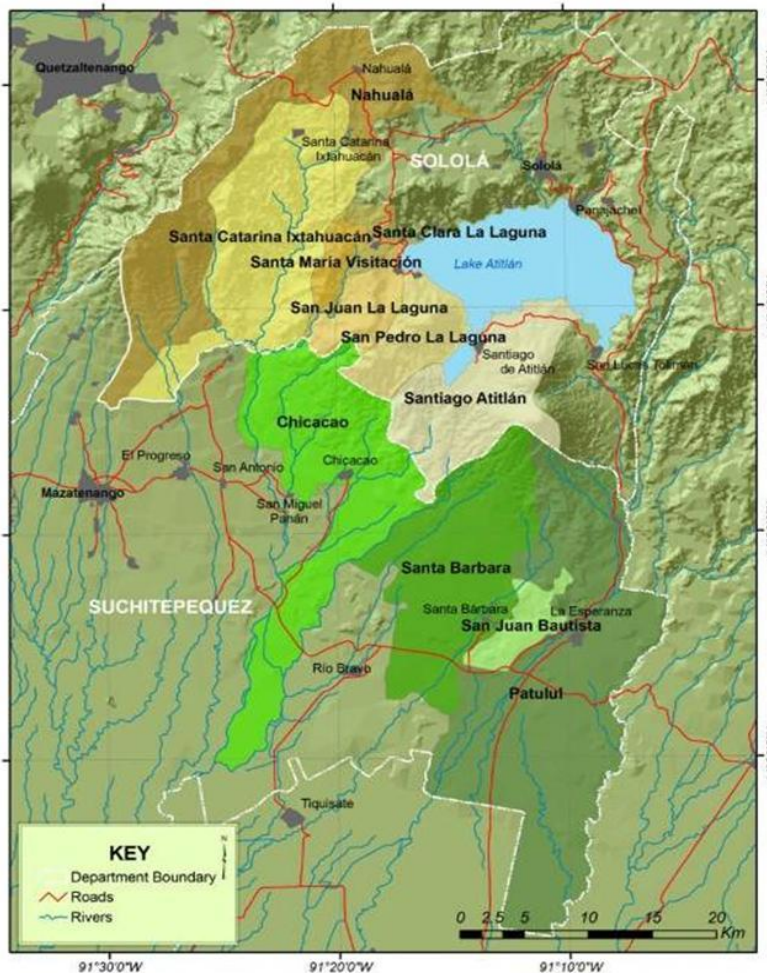 Quetzaltenango
Nahualá
Nahualá
Santa Catarina
Ixtahuacán
SOLOLÁ
Sololá
Panajachel
Santa Catarina Ixtahuacán
Santa Clara La Laguna
Santa María Visitación
Lake Atitlán
San Juan La Laguna
San Pedro La Laguna
Santiago
de Atitlán
San Lucas Tolimán
Santiago Atitlán
Chicacao
El Progreso
San Antonio
Chicacao
Mazatenango
San Miguel
Panán
Santa Barbara
SUCHITEPEQUEZ
Santa Bárbara
La Esperanza
San Juan Bautista
Río Bravo
Patulul
Tiquisate
KEY
N
Department Boundary
Roads
Rivers
0 2.5 5 10 15 20
Km
91°30'0"W 91°20'0"W 91°10'0"W